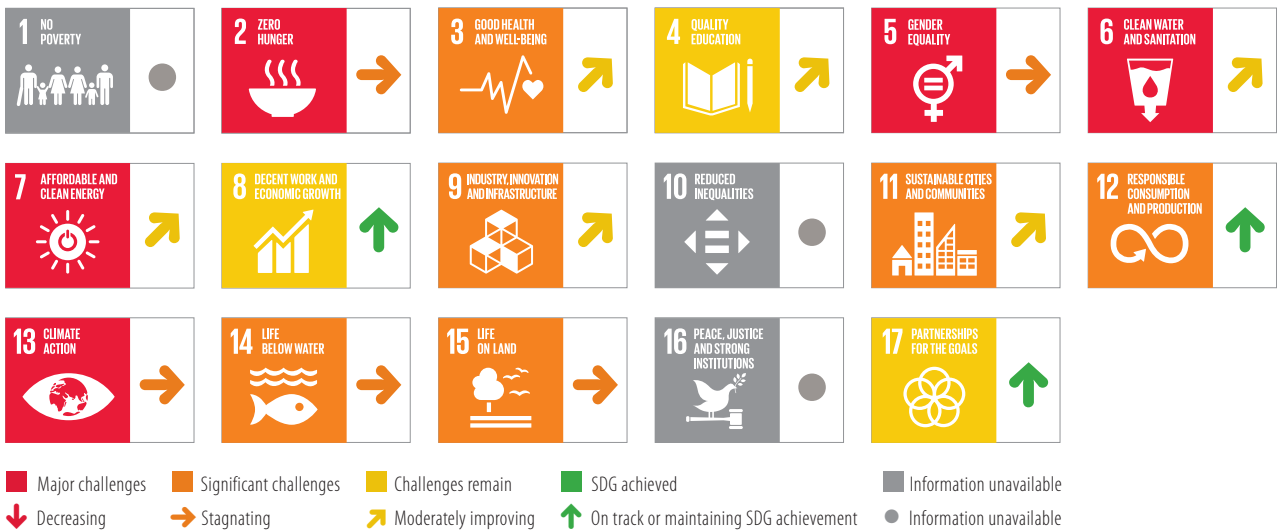 1 NO
POVERTY
2 ZERO
HUNGER
3 GOOD HEALTH
AND WELL-BEING
4 QUALITY
EDUCATION
5 GENDER
EQUALITY
6 CLEAN WATER
AND SANITATION
7 AFFORDABLE AND
CLEAN ENERGY
8 DECENT WORK AND
ECONOMIC GROWTH
9 INDUSTRY, INNOVATION
AND INFRASTRUCTURE
10 REDUCED
INEQUALITIES
11 SUSTAINABLE CITIES
AND COMMUNITIES
12 RESPONSIBLE
CONSUMPTION
AND PRODUCTION
13 CLIMATE
ACTION
14 LIFE
BELOW WATER
15 LIFE
ON LAND
16 PEACE, JUSTICE
AND STRONG
INSTITUTIONS
17 PARTNERSHIPS
FOR THE GOALS
Major challenges
Significant challenges
Challenges remain
SDG achieved
Information unavailable
Decreasing
Stagnating
Moderately improving
On track or maintaining SDG achievement
Information unavailable